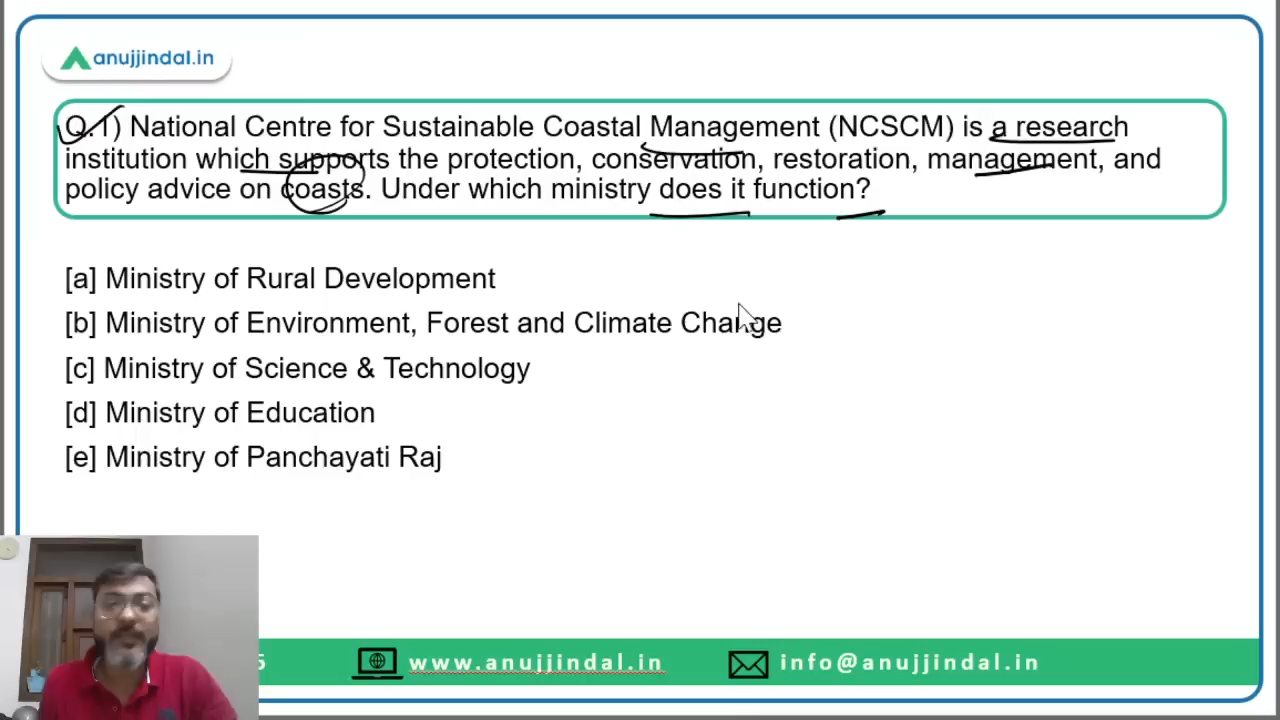 anujjindal.in
Q.1) National Centre for Sustainable Coastal Management (NCSCM) is a research
institution which supports the protection, conservation, restoration, management, and
policy advice on coasts. Under which ministry does it function?
[a] Ministry of Rural Development
[b] Ministry of Environment, Forest and Climate Change
[c] Ministry of Science & Technology
[d] Ministry of Education
[e] Ministry of Panchayati Raj
5 www.anujjindal.in info@anujjindal.in